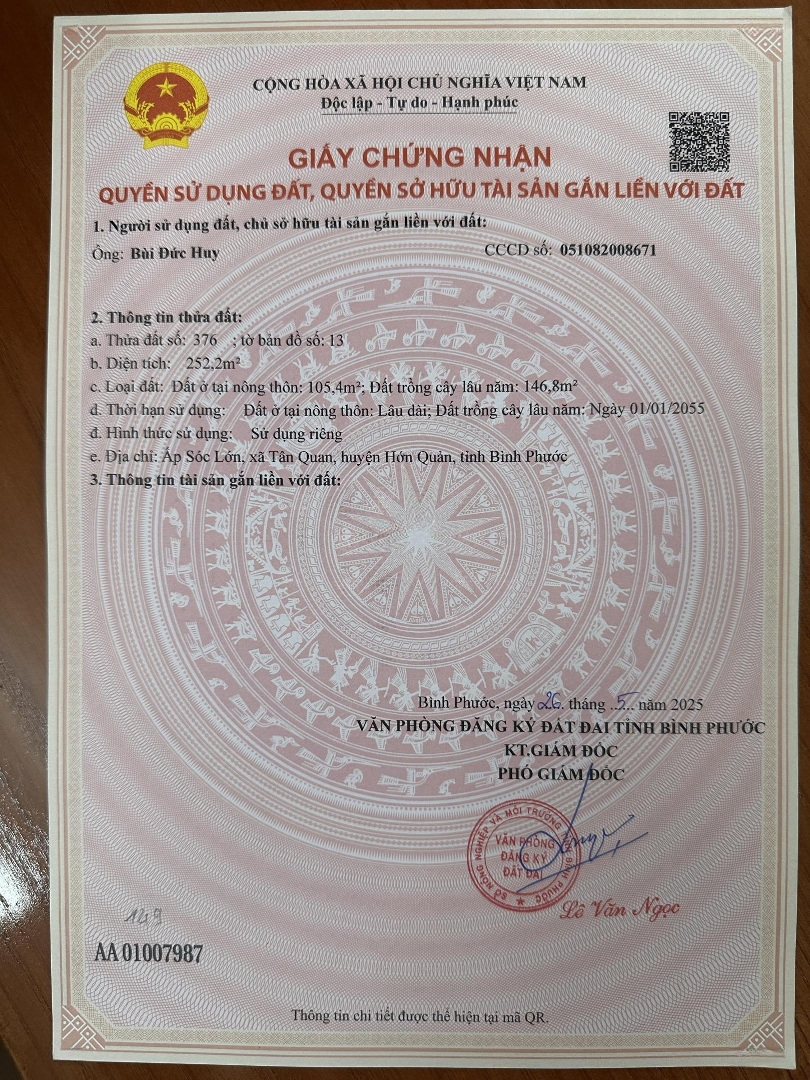 CỘNG HÒA XÃ HỘI CHỦ NGHĨA VIỆT NAM
Độc lập - Tự do - Hạnh phúc
GIẤY CHỨNG NHẬN
QUYỀN SỬ DỤNG ĐẤT, QUYỀN SỞ HỮU TÀI SẢN GẮN LIỀN VỚI ĐẤT
1. Người sử dụng đất, chủ sở hữu tài sản gắn liền với đất:
Ông: Bùi Đức Huy CCCD số: 051082008671
2. Thông tin thửa đất:
a. Thửa đất số: 376 ; tờ bản đồ số: 13
b. Diện tích: 252,2m²
c. Loại đất: Đất ở tại nông thôn: 105,4m²; Đất trồng cây lâu năm: 146,8m²
d. Thời hạn sử dụng: Đất ở tại nông thôn: Lâu dài; Đất trồng cây lâu năm: Ngày 01/01/2055
đ. Hình thức sử dụng: Sử dụng riêng
e. Địa chỉ: Ấp Sóc Lớn, xã Tân Quan, huyện Hớn Quản, tỉnh Bình Phước
3. Thông tin tài sản gắn liền với đất:
Bình Phước, ngày 26. tháng ..5.. năm 2025
VĂN PHÒNG ĐĂNG KÝ ĐẤT ĐAI TỈNH BÌNH PHƯỚC
KT.GIÁM ĐỐC
PHÓ GIÁM ĐỐC
SỞ NÔNG NGHIỆP VÀ MÔI TRƯỜNG TỈNH BÌNH PHƯỚC
VĂN PHÒNG
ĐĂNG KÝ
ĐẤT ĐAI
Lê Văn Ngọc
149
AA 01007987
Thông tin chi tiết được thể hiện tại mã QR.